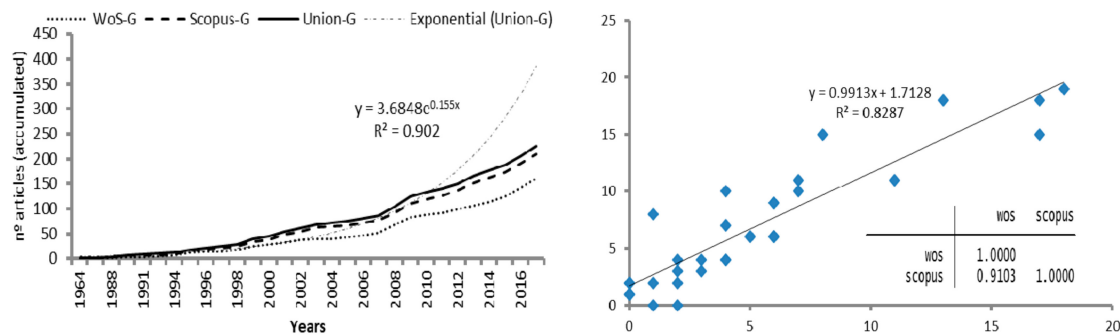 WoS-G Scopus-G Union-G Exponential (Union-G)
450
400
350
300
250
200
150
100
50
0
nº articles (accumulated)
y = 3.6848e^0.155x
R² = 0.902
1964
1988
1991
1994
1996
1998
2000
2002
2004
2006
2008
2010
2012
2014
2016
Years
25
20
15
10
5
0
y = 0.9913x + 1.7128
R² = 0.8287
wos scopus
wos 1.0000
scopus 0.9103 1.0000
0 5 10 15 20